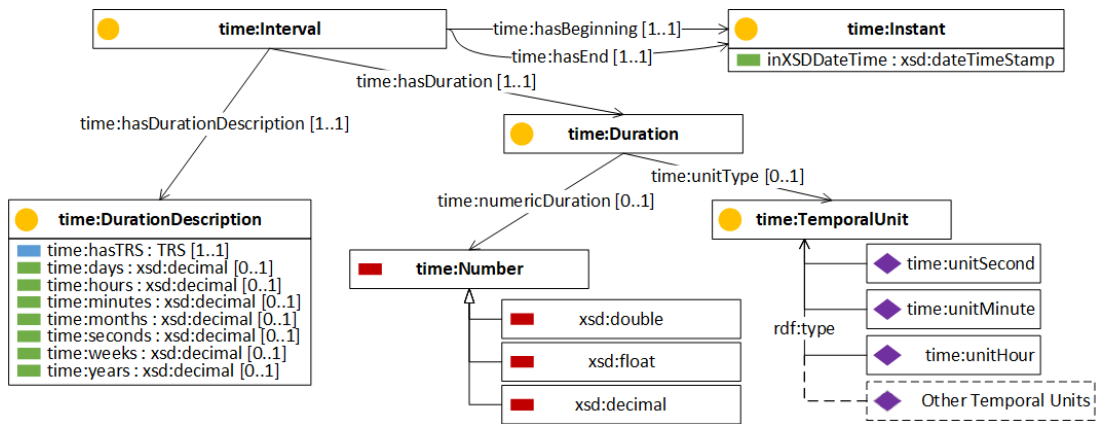 time:Interval
time:hasBeginning [1..1]
time:hasEnd [1..1]
time:Instant
inXSDDateTime : xsd:dateTimeStamp
time:hasDuration [1..1]
time:hasDurationDescription [1..1]
time:Duration
time:unitType [0..1]
time:numericDuration [0..1]
time:DurationDescription
time:hasTRS : TRS [1..1]
time:days : xsd:decimal [0..1]
time:hours : xsd:decimal [0..1]
time:minutes : xsd:decimal [0..1]
time:months : xsd:decimal [0..1]
time:seconds : xsd:decimal [0..1]
time:weeks : xsd:decimal [0..1]
time:years : xsd:decimal [0..1]
time:Number
xsd:double
xsd:float
xsd:decimal
time:TemporalUnit
time:unitSecond
time:unitMinute
rdf:type
time:unitHour
Other Temporal Units